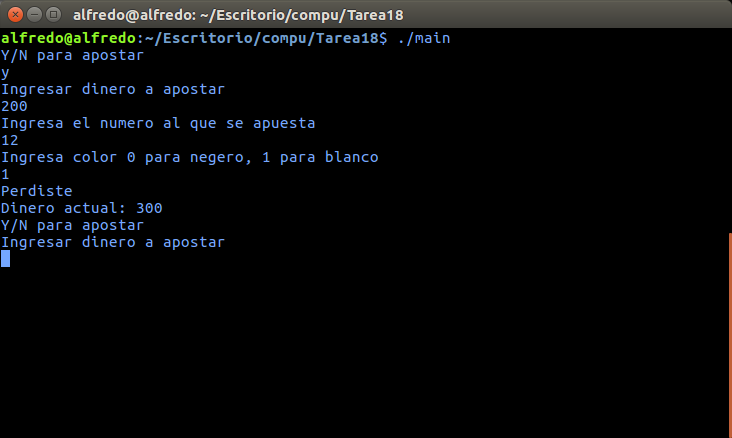 alfredo@alfredo: ~/Escritorio/compu/Tarea18
alfredo@alfredo:~/Escritorio/compu/Tarea18$ ./main
Y/N para apostar
y
Ingresar dinero a apostar
200
Ingresa el numero al que se apuesta
12
Ingresa color 0 para negero, 1 para blanco
1
Perdiste
Dinero actual: 300
Y/N para apostar
Ingresar dinero a apostar